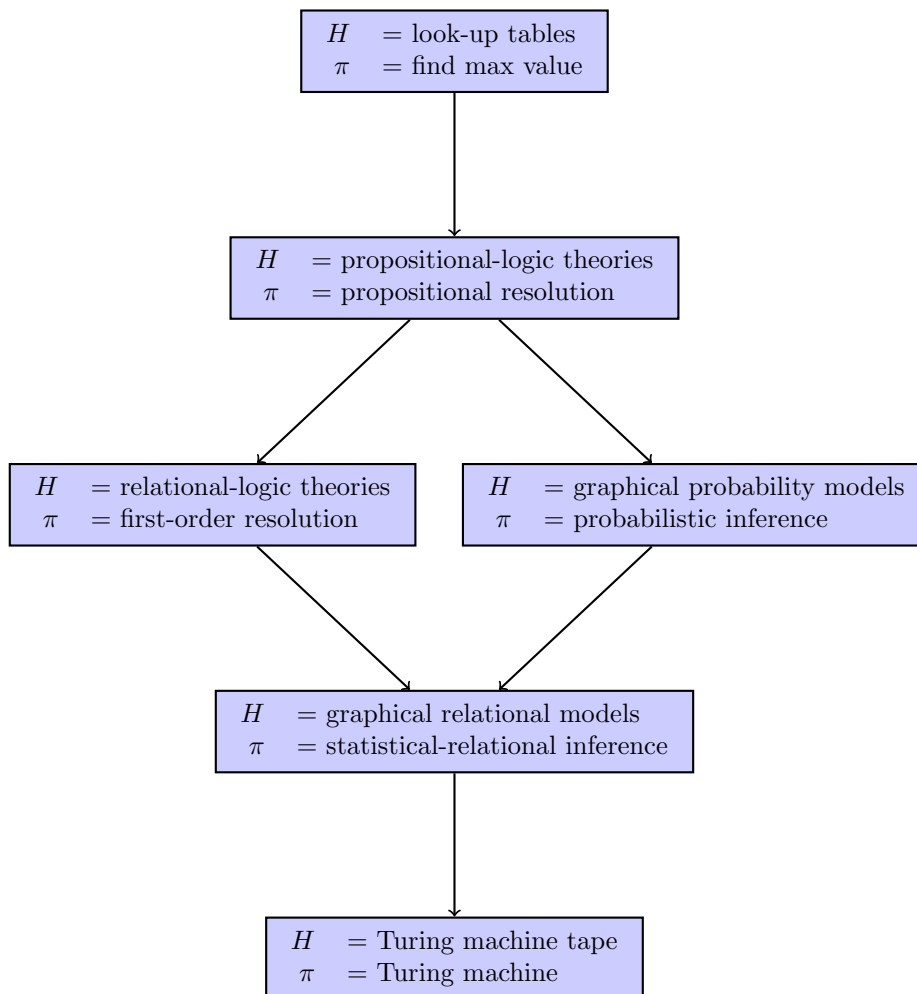 H = look-up tables
π = find max value
H = propositional-logic theories
π = propositional resolution
H = relational-logic theories
π = first-order resolution
H = graphical probability models
π = probabilistic inference
H = graphical relational models
π = statistical-relational inference
H = Turing machine tape
π = Turing machine